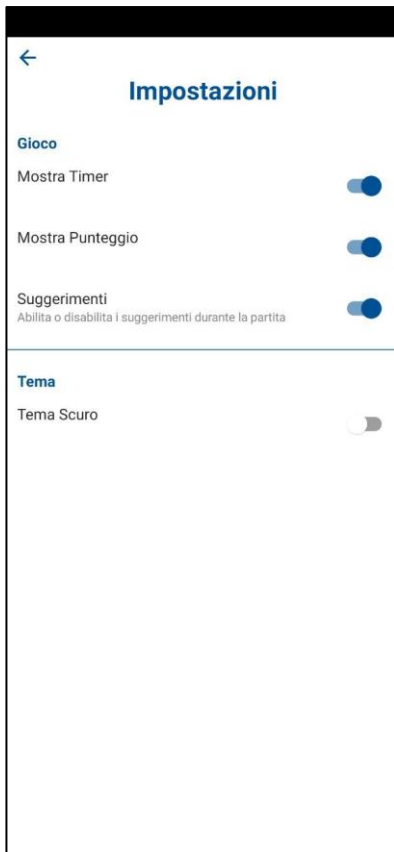 Impostazioni
Gioco
Mostra Timer
Mostra Punteggio
Suggerimenti
Abilita o disabilita i suggerimenti durante la partita
Tema
Tema Scuro